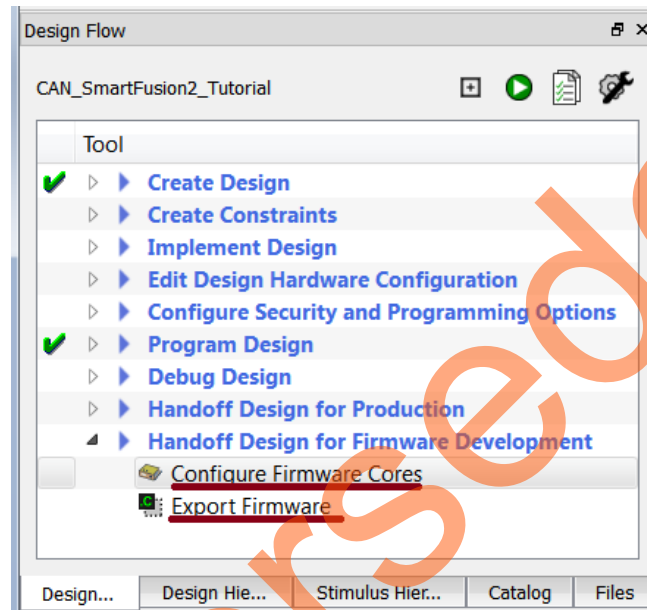 Design Flow
CAN_SmartFusion2_Tutorial
Tool
Create Design
Create Constraints
Implement Design
Edit Design Hardware Configuration
Configure Security and Programming Options
Program Design
Debug Design
Handoff Design for Production
Handoff Design for Firmware Development
Configure Firmware Cores
Export Firmware
Design... Design Hie... Stimulus Hier... Catalog Files